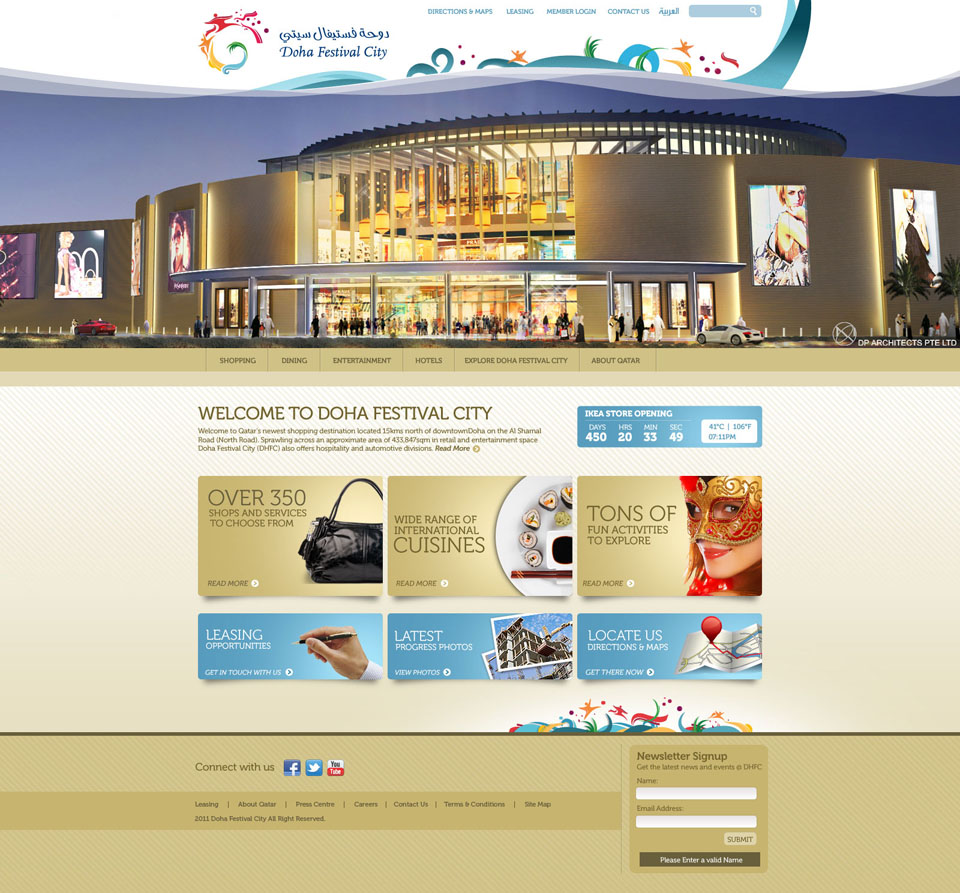 DIRECTIONS & MAPS LEASING MEMBER LOGIN CONTACT US العربية
دوحة فستيفال سيتي
Doha Festival City
PRADA
DP ARCHITECTS PTE LTD
SHOPPING DINING ENTERTAINMENT HOTELS EXPLORE DOHA FESTIVAL CITY ABOUT QATAR
WELCOME TO DOHA FESTIVAL CITY
Welcome to Qatar's newest shopping destination located 15kms north of downtownDoha on the Al Shamal
Road (North Road). Sprawling across an approximate area of 433,847sqm in retail and entertainment space
Doha Festival City (DHFC) also offers hospitality and automotive divisions. Read More
IKEA STORE OPENING
DAYS HRS MIN SEC
450 20 33 49
41°C | 106°F
07:11PM
OVER 350
SHOPS AND SERVICES
TO CHOOSE FROM
READ MORE
WIDE RANGE OF
INTERNATIONAL
CUISINES
READ MORE
TONS OF
FUN ACTIVITIES
TO EXPLORE
READ MORE
LEASING
OPPORTUNITIES
GET IN TOUCH WITH US
LATEST
PROGRESS PHOTOS
VIEW PHOTOS
LOCATE US
DIRECTIONS & MAPS
GET THERE NOW
Connect with us
You
Tube
Leasing | About Qatar | Press Centre | Careers | Contact Us | Terms & Conditions | Site Map
2011 Doha Festival City All Right Reserved.
Newsletter Signup
Get the latest news and events @ DHFC
Name:
Email Address:
SUBMIT
Please Enter a valid Name